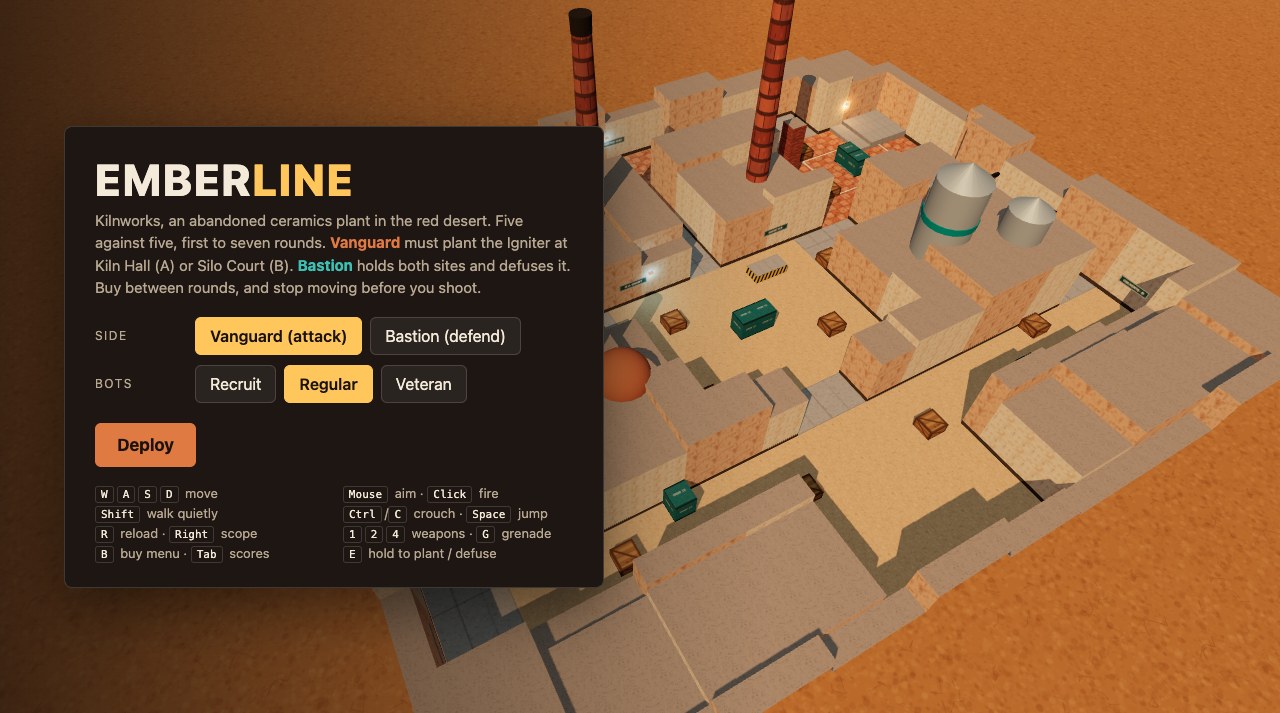 EMBERLINE
Kilnworks, an abandoned ceramics plant in the red desert. Five
against five, first to seven rounds. Vanguard must plant the Igniter at
Kiln Hall (A) or Silo Court (B). Bastion holds both sites and defuses it.
Buy between rounds, and stop moving before you shoot.
SIDE Vanguard (attack) Bastion (defend)
BOTS Recruit Regular Veteran
Deploy
W A S D move Mouse aim · Click fire
Shift walk quietly Ctrl / C crouch · Space jump
R reload · Right scope 1 2 4 weapons · G grenade
B buy menu · Tab scores E hold to plant / defuse